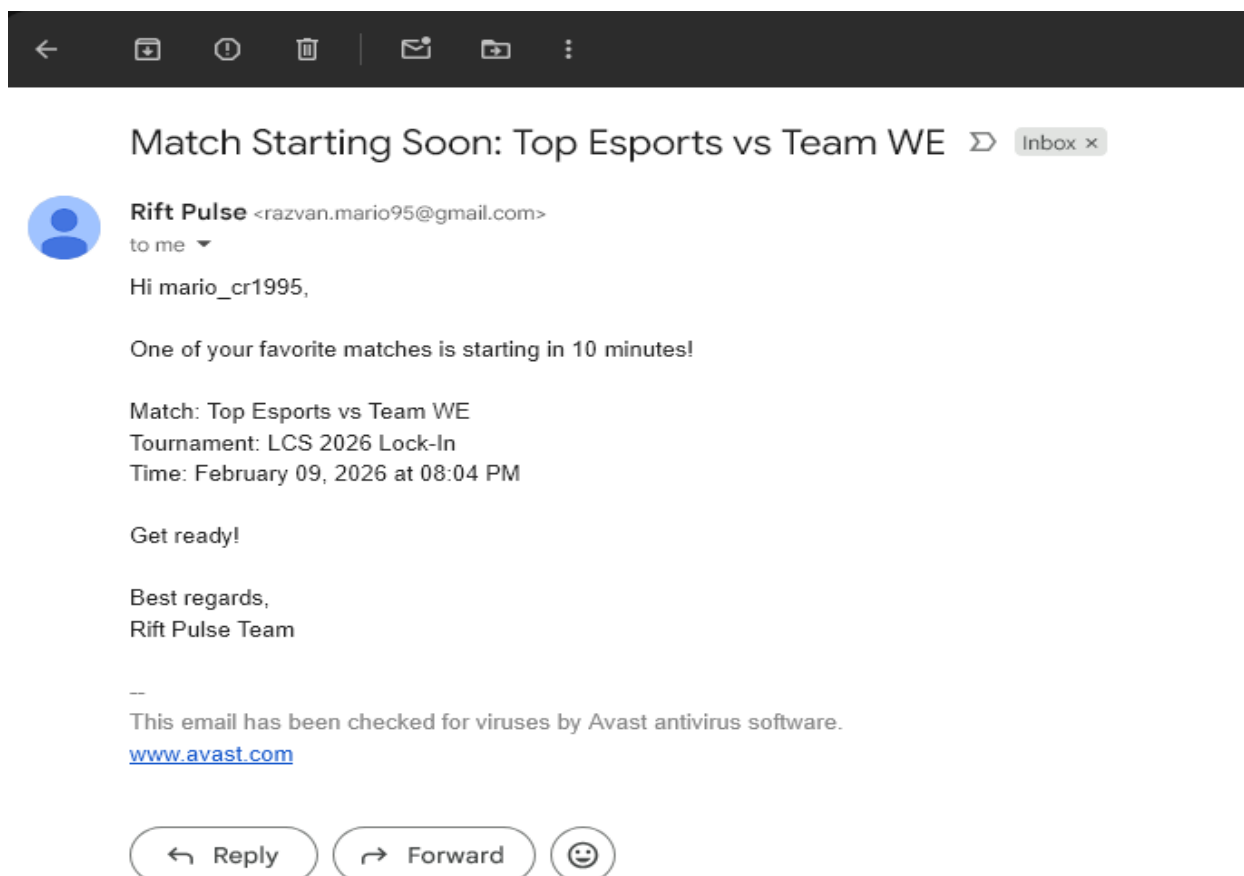 Match Starting Soon: Top Esports vs Team WE Inbox ×
Rift Pulse <razvan.mario95@gmail.com>
to me
Hi mario_cr1995,
One of your favorite matches is starting in 10 minutes!
Match: Top Esports vs Team WE
Tournament: LCS 2026 Lock-In
Time: February 09, 2026 at 08:04 PM
Get ready!
Best regards,
Rift Pulse Team
--
This email has been checked for viruses by Avast antivirus software.
www.avast.com
Reply Forward